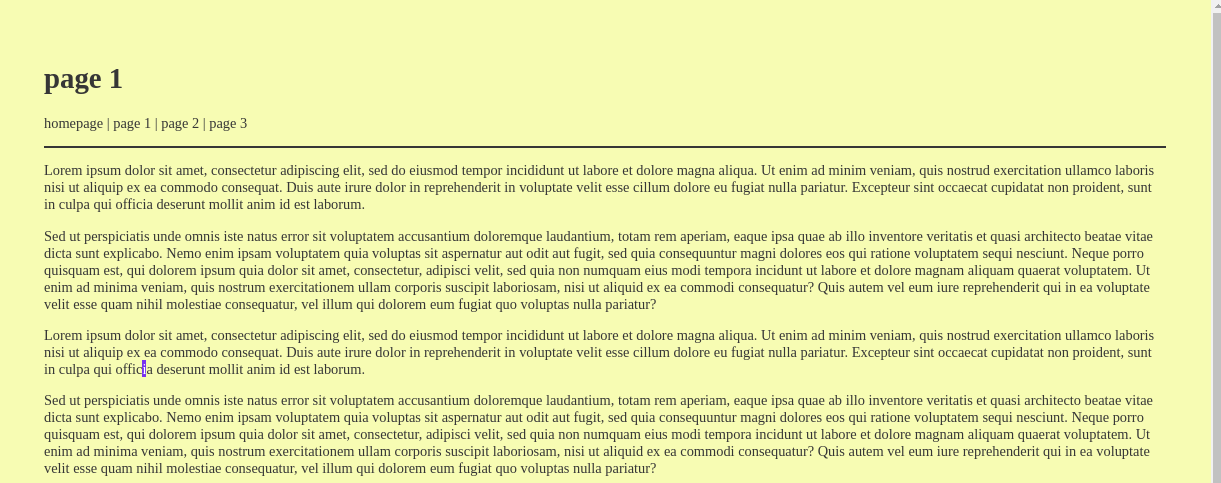 page 1
homepage | page 1 | page 2 | page 3
Lorem ipsum dolor sit amet, consectetur adipiscing elit, sed do eiusmod tempor incididunt ut labore et dolore magna aliqua. Ut enim ad minim veniam, quis nostrud exercitation ullamco laboris
nisi ut aliquip ex ea commodo consequat. Duis aute irure dolor in reprehenderit in voluptate velit esse cillum dolore eu fugiat nulla pariatur. Excepteur sint occaecat cupidatat non proident, sunt
in culpa qui officia deserunt mollit anim id est laborum.
Sed ut perspiciatis unde omnis iste natus error sit voluptatem accusantium doloremque laudantium, totam rem aperiam, eaque ipsa quae ab illo inventore veritatis et quasi architecto beatae vitae
dicta sunt explicabo. Nemo enim ipsam voluptatem quia voluptas sit aspernatur aut odit aut fugit, sed quia consequuntur magni dolores eos qui ratione voluptatem sequi nesciunt. Neque porro
quisquam est, qui dolorem ipsum quia dolor sit amet, consectetur, adipisci velit, sed quia non numquam eius modi tempora incidunt ut labore et dolore magnam aliquam quaerat voluptatem. Ut
enim ad minima veniam, quis nostrum exercitationem ullam corporis suscipit laboriosam, nisi ut aliquid ex ea commodi consequatur? Quis autem vel eum iure reprehenderit qui in ea voluptate
velit esse quam nihil molestiae consequatur, vel illum qui dolorem eum fugiat quo voluptas nulla pariatur?
Lorem ipsum dolor sit amet, consectetur adipiscing elit, sed do eiusmod tempor incididunt ut labore et dolore magna aliqua. Ut enim ad minim veniam, quis nostrud exercitation ullamco laboris
nisi ut aliquip ex ea commodo consequat. Duis aute irure dolor in reprehenderit in voluptate velit esse cillum dolore eu fugiat nulla pariatur. Excepteur sint occaecat cupidatat non proident, sunt
in culpa qui officia deserunt mollit anim id est laborum.
Sed ut perspiciatis unde omnis iste natus error sit voluptatem accusantium doloremque laudantium, totam rem aperiam, eaque ipsa quae ab illo inventore veritatis et quasi architecto beatae vitae
dicta sunt explicabo. Nemo enim ipsam voluptatem quia voluptas sit aspernatur aut odit aut fugit, sed quia consequuntur magni dolores eos qui ratione voluptatem sequi nesciunt. Neque porro
quisquam est, qui dolorem ipsum quia dolor sit amet, consectetur, adipisci velit, sed quia non numquam eius modi tempora incidunt ut labore et dolore magnam aliquam quaerat voluptatem. Ut
enim ad minima veniam, quis nostrum exercitationem ullam corporis suscipit laboriosam, nisi ut aliquid ex ea commodi consequatur? Quis autem vel eum iure reprehenderit qui in ea voluptate
velit esse quam nihil molestiae consequatur, vel illum qui dolorem eum fugiat quo voluptas nulla pariatur?